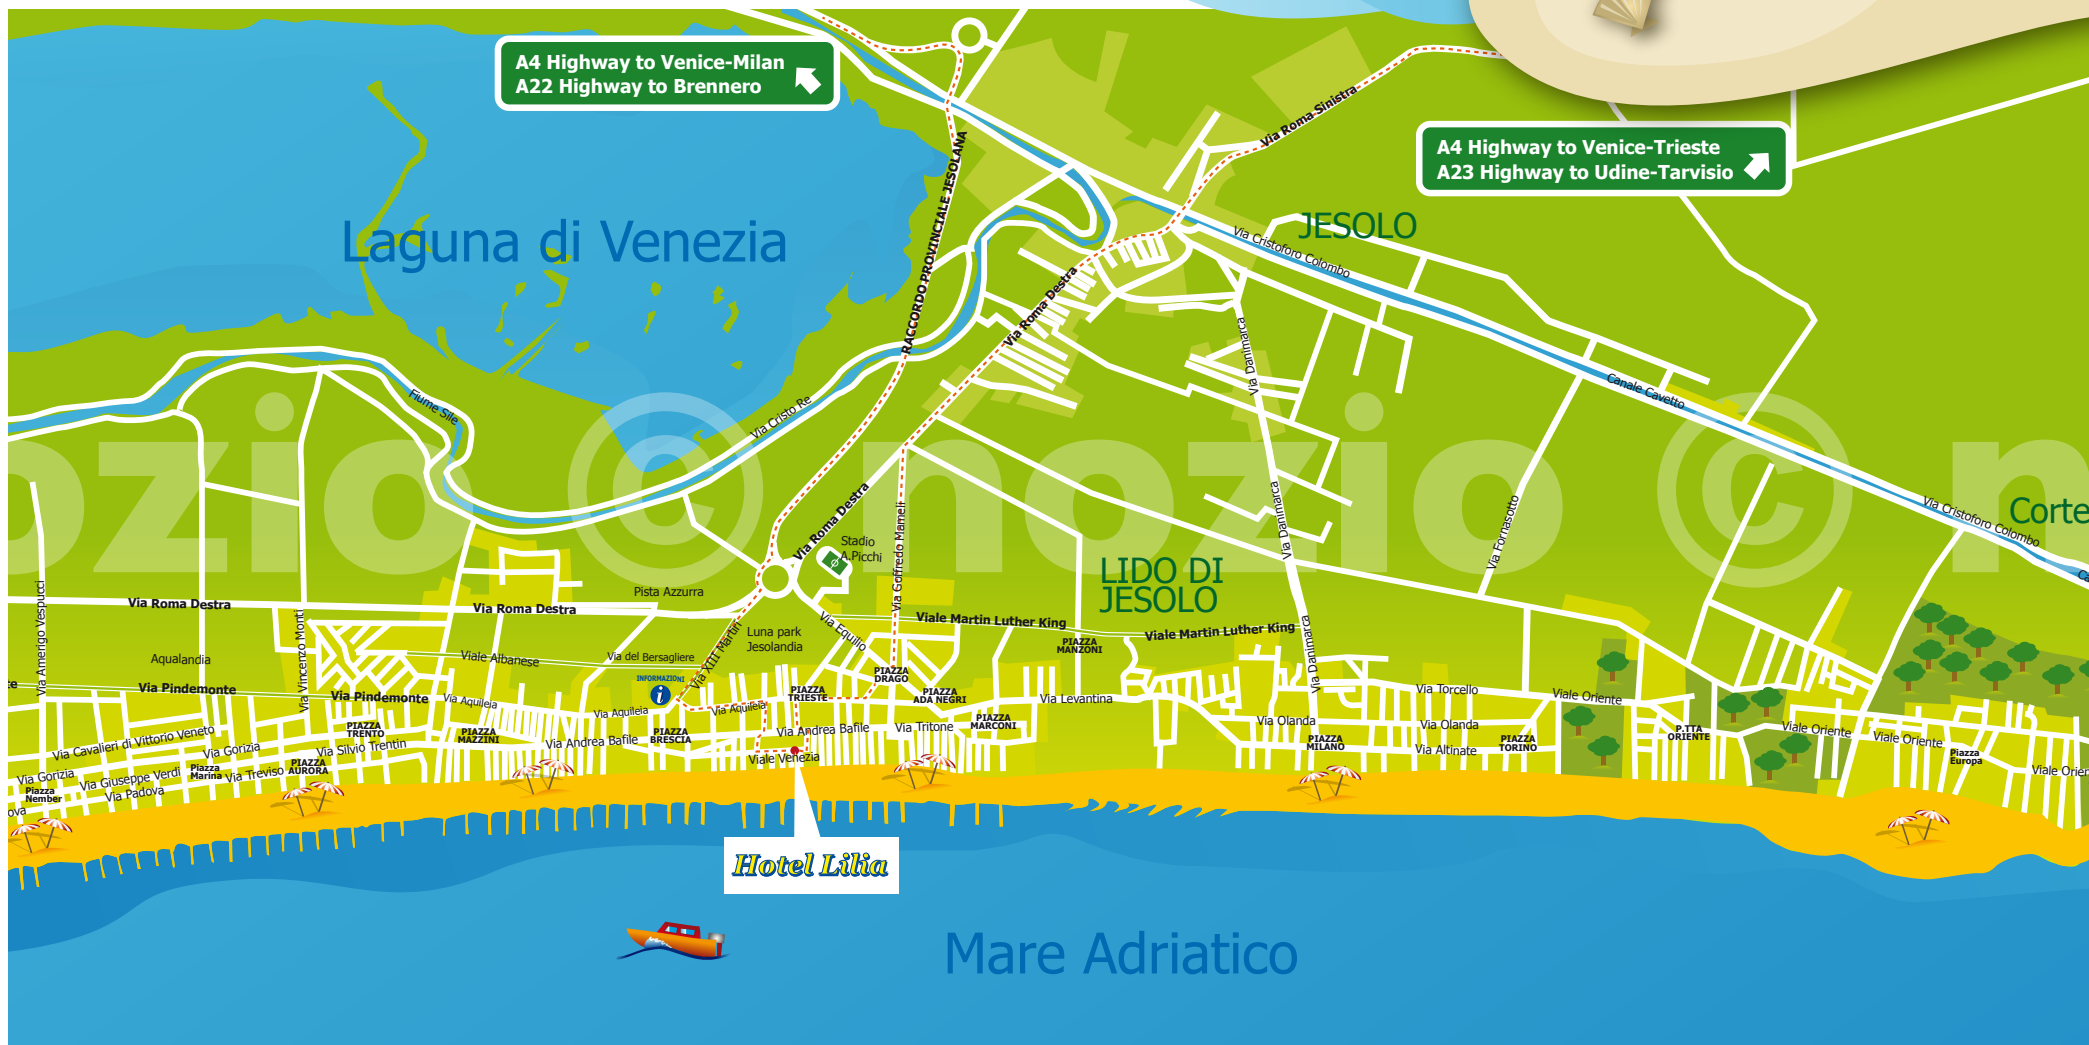 A4 Highway to Venice-Milan
A22 Highway to Brennero
A4 Highway to Venice-Trieste
A23 Highway to Udine-Tarvisio
Via Roma Sinistra
RACCORDO PROVINCIALE JESOLANA
Laguna di Venezia
JESOLO
Via Cristoforo Colombo
Via Roma Destra
Via Danimarca
Fiume Sile
Via Cristo Re
Canale Cavetto
ozio © nozio © n
Via Danimarca
Via Fornasotto
Via Cristoforo Colombo
Corte
Ca
Via Roma Destra
Stadio
A.Picchi
Via Goffredo Mameli
LIDO DI
JESOLO
Via Amerigo Vespucci
Via Roma Destra
Via Vincenzo Monti
Via Roma Destra
Pista Azzurra
Luna park
Jesolandia
Via Equilio
Viale Martin Luther King
PIAZZA
MANZONI
Viale Martin Luther King
Via Danimarca
Aqualandia
Viale Albanese
Via del Bersagliere
Via XIII Martiri
INFORMAZIONI
i
PIAZZA
DRAGO
PIAZZA
TRIESTE
PIAZZA
ADA NEGRI
Via Levantina
Via Torcello
Viale Oriente
te
Via Pindemonte
Via Pindemonte
Via Aquileia
Via Aquileia
Via Aquileia
PIAZZA
MARCONI
Via Cavalieri di Vittorio Veneto
PIAZZA
TRENTO
PIAZZA
MAZZINI
Via Andrea Bafile
PIAZZA
BRESCIA
Via Andrea Bafile
Via Tritone
Via Olanda
Via Olanda
PIAZZA
MILANO
Via Altinate
PIAZZA
TORINO
P.TTA
ORIENTE
Viale Oriente
Viale Oriente
Piazza
Europa
Viale Orien
Via Gorizia
Via Silvio Trentin
Viale Venezia
Via Gorizia
Via Giuseppe Verdi
Piazza
Marina
Via Treviso
PIAZZA
AURORA
Piazza
Nember
Via Padova
ova
Hotel Lilia
Mare Adriatico